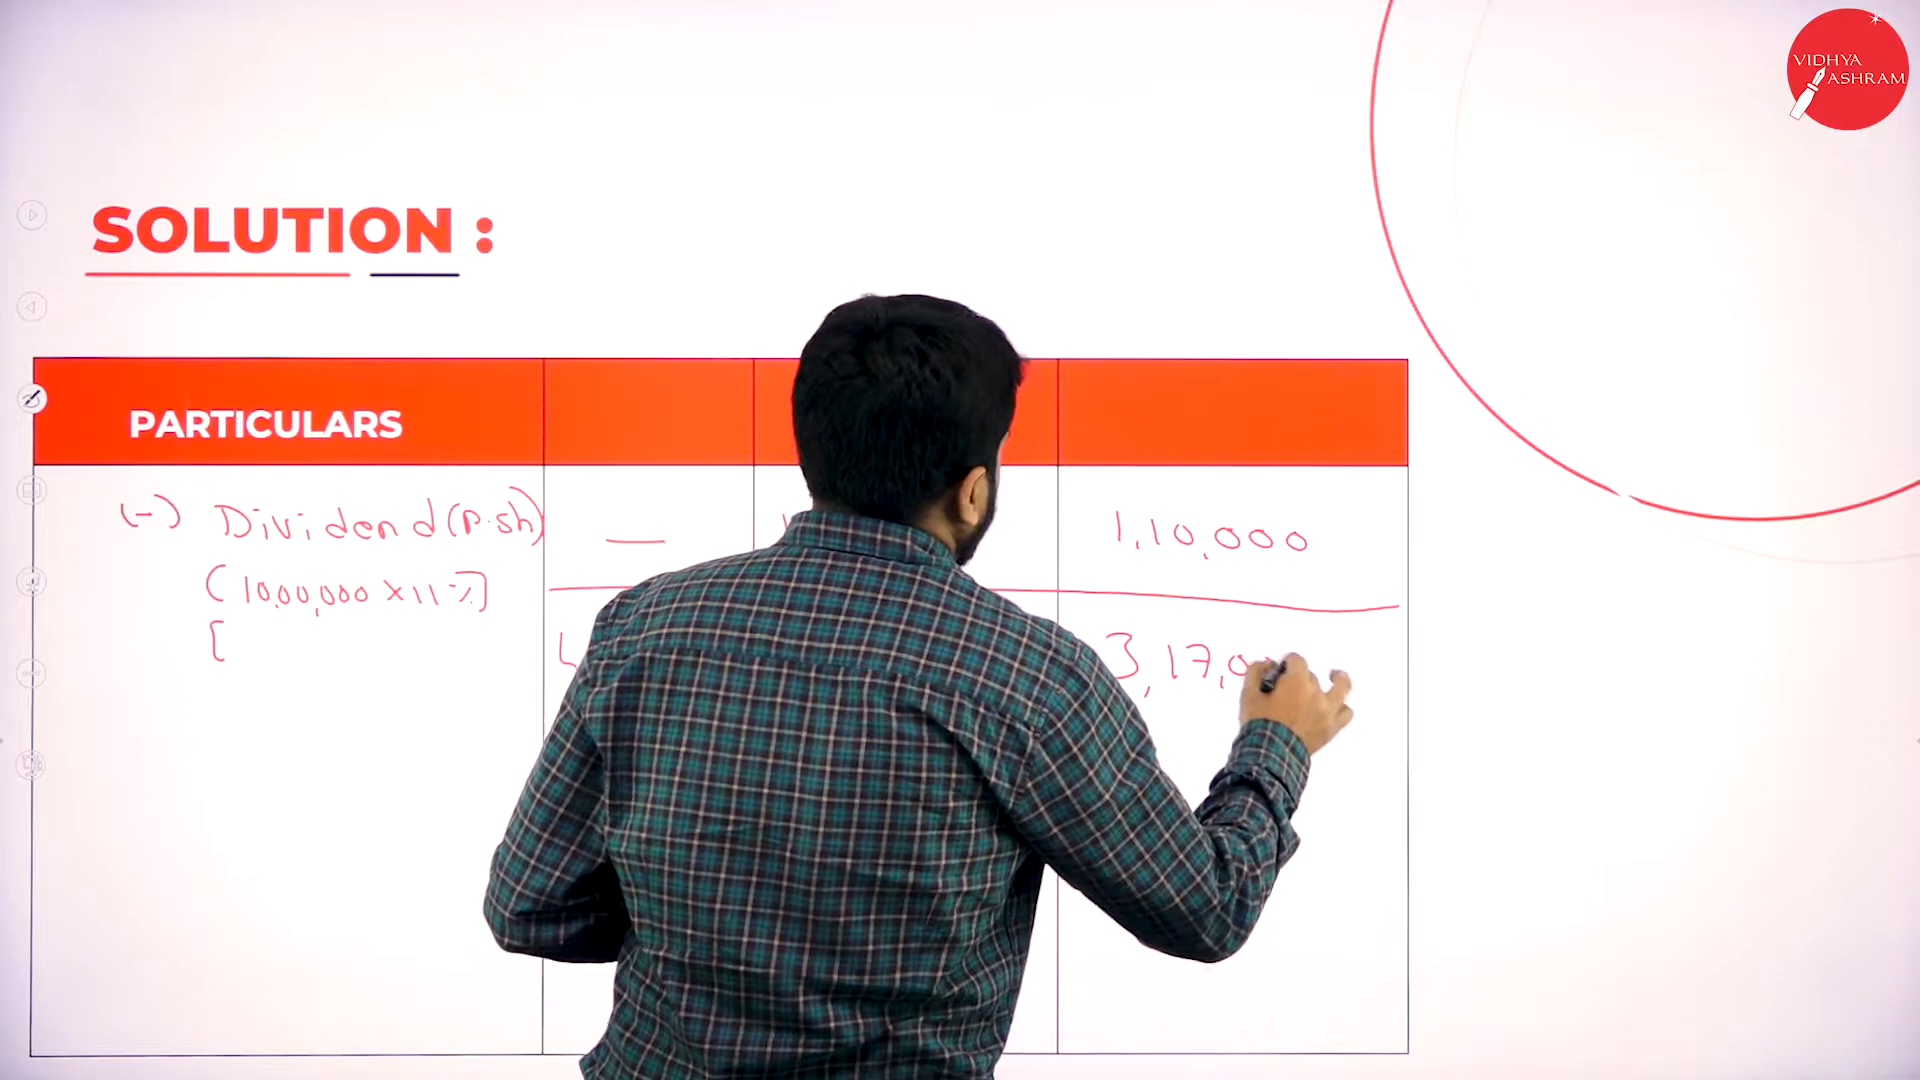 VIDHYA
ASHRAM
SOLUTION :
PARTICULARS
(-) Dividend (P.Sh) — 1,10,000
(10,00,000 × 11%)
[
3,17,0